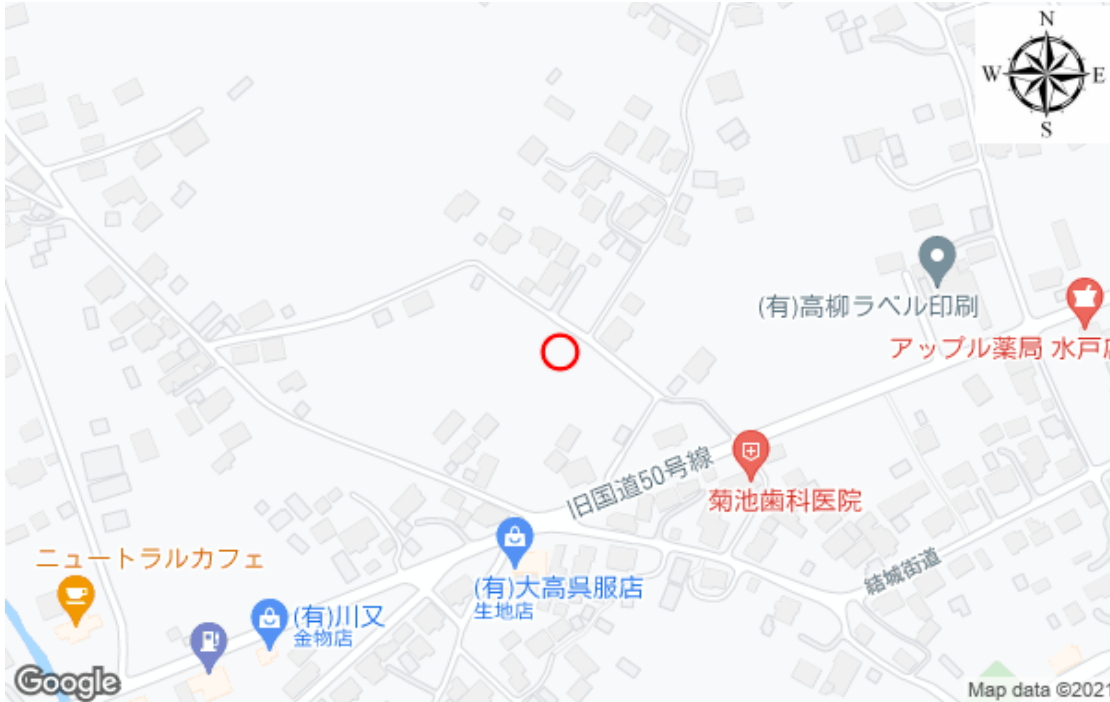 N
W E
S
(有)高柳ラベル印刷
アップル薬局 水戸店
旧国道50号線
菊池歯科医院
ニュートラルカフェ
(有)大高呉服店
生地店
結城街道
(有)川又
金物店
Google
Map data ©2021